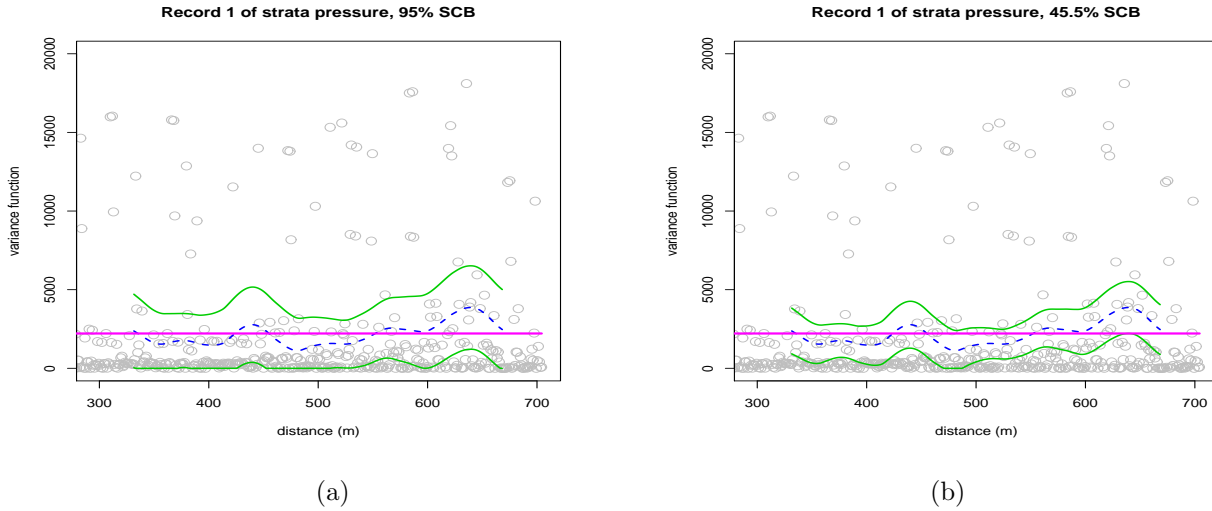 Record 1 of strata pressure, 95% SCB
variance function
20000
15000
10000
5000
0
300 400 500 600 700
distance (m)
(a)
Record 1 of strata pressure, 45.5% SCB
variance function
20000
15000
10000
5000
0
300 400 500 600 700
distance (m)
(b)